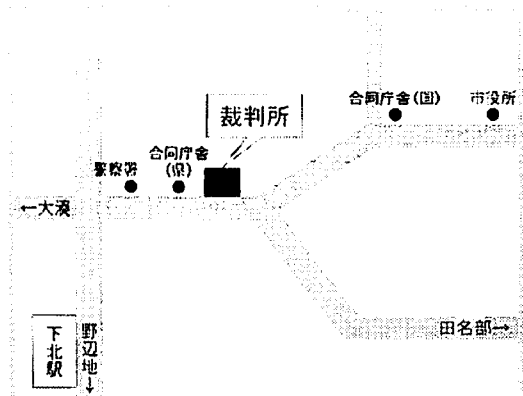 合同庁舎(国)
市役所
裁判所
合同庁舎
(県)
警察署
←大湊
下北駅
野辺地↓
田名部→